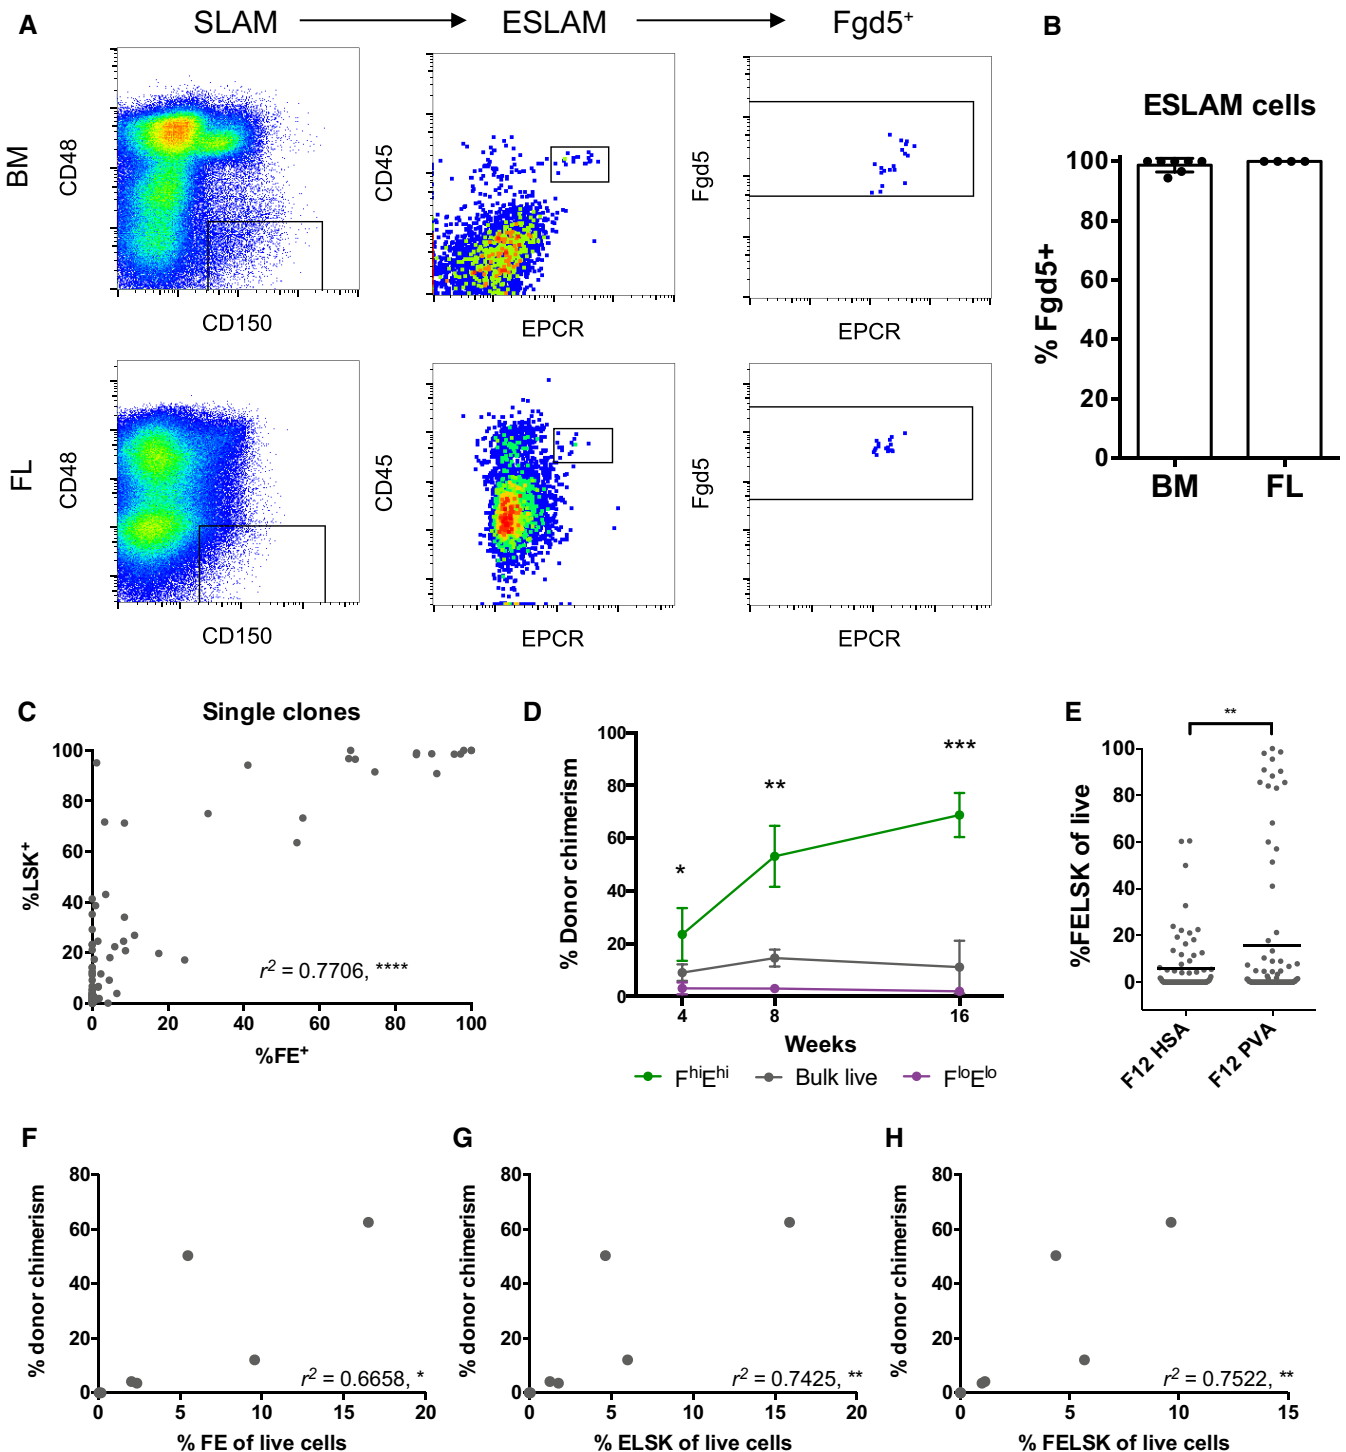 A
SLAM
ESLAM
Fgd5⁺
BM
CD48
CD150
CD45
EPCR
Fgd5
EPCR
FL
CD48
CD150
CD45
EPCR
Fgd5
EPCR
B
ESLAM cells
% Fgd5+
100
80
60
40
20
0
BM
FL
C
Single clones
%LSK⁺
100
80
60
40
20
0
r² = 0.7706, ****
0 20 40 60 80 100
%FE⁺
D
% Donor chimerism
100
80
60
40
20
0
*
**
***
4 8 16
Weeks
FʰⁱEʰⁱ
Bulk live
FˡᵒEˡᵒ
E
**
%FELSK of live
100
80
60
40
20
0
F12 HSA
F12 PVA
F
% donor chimerism
80
60
40
20
0
r² = 0.6658, *
0 5 10 15 20
% FE of live cells
G
% donor chimerism
80
60
40
20
0
r² = 0.7425, **
0 5 10 15 20
% ELSK of live cells
H
% donor chimerism
80
60
40
20
0
r² = 0.7522, **
0 5 10 15
% FELSK of live cells